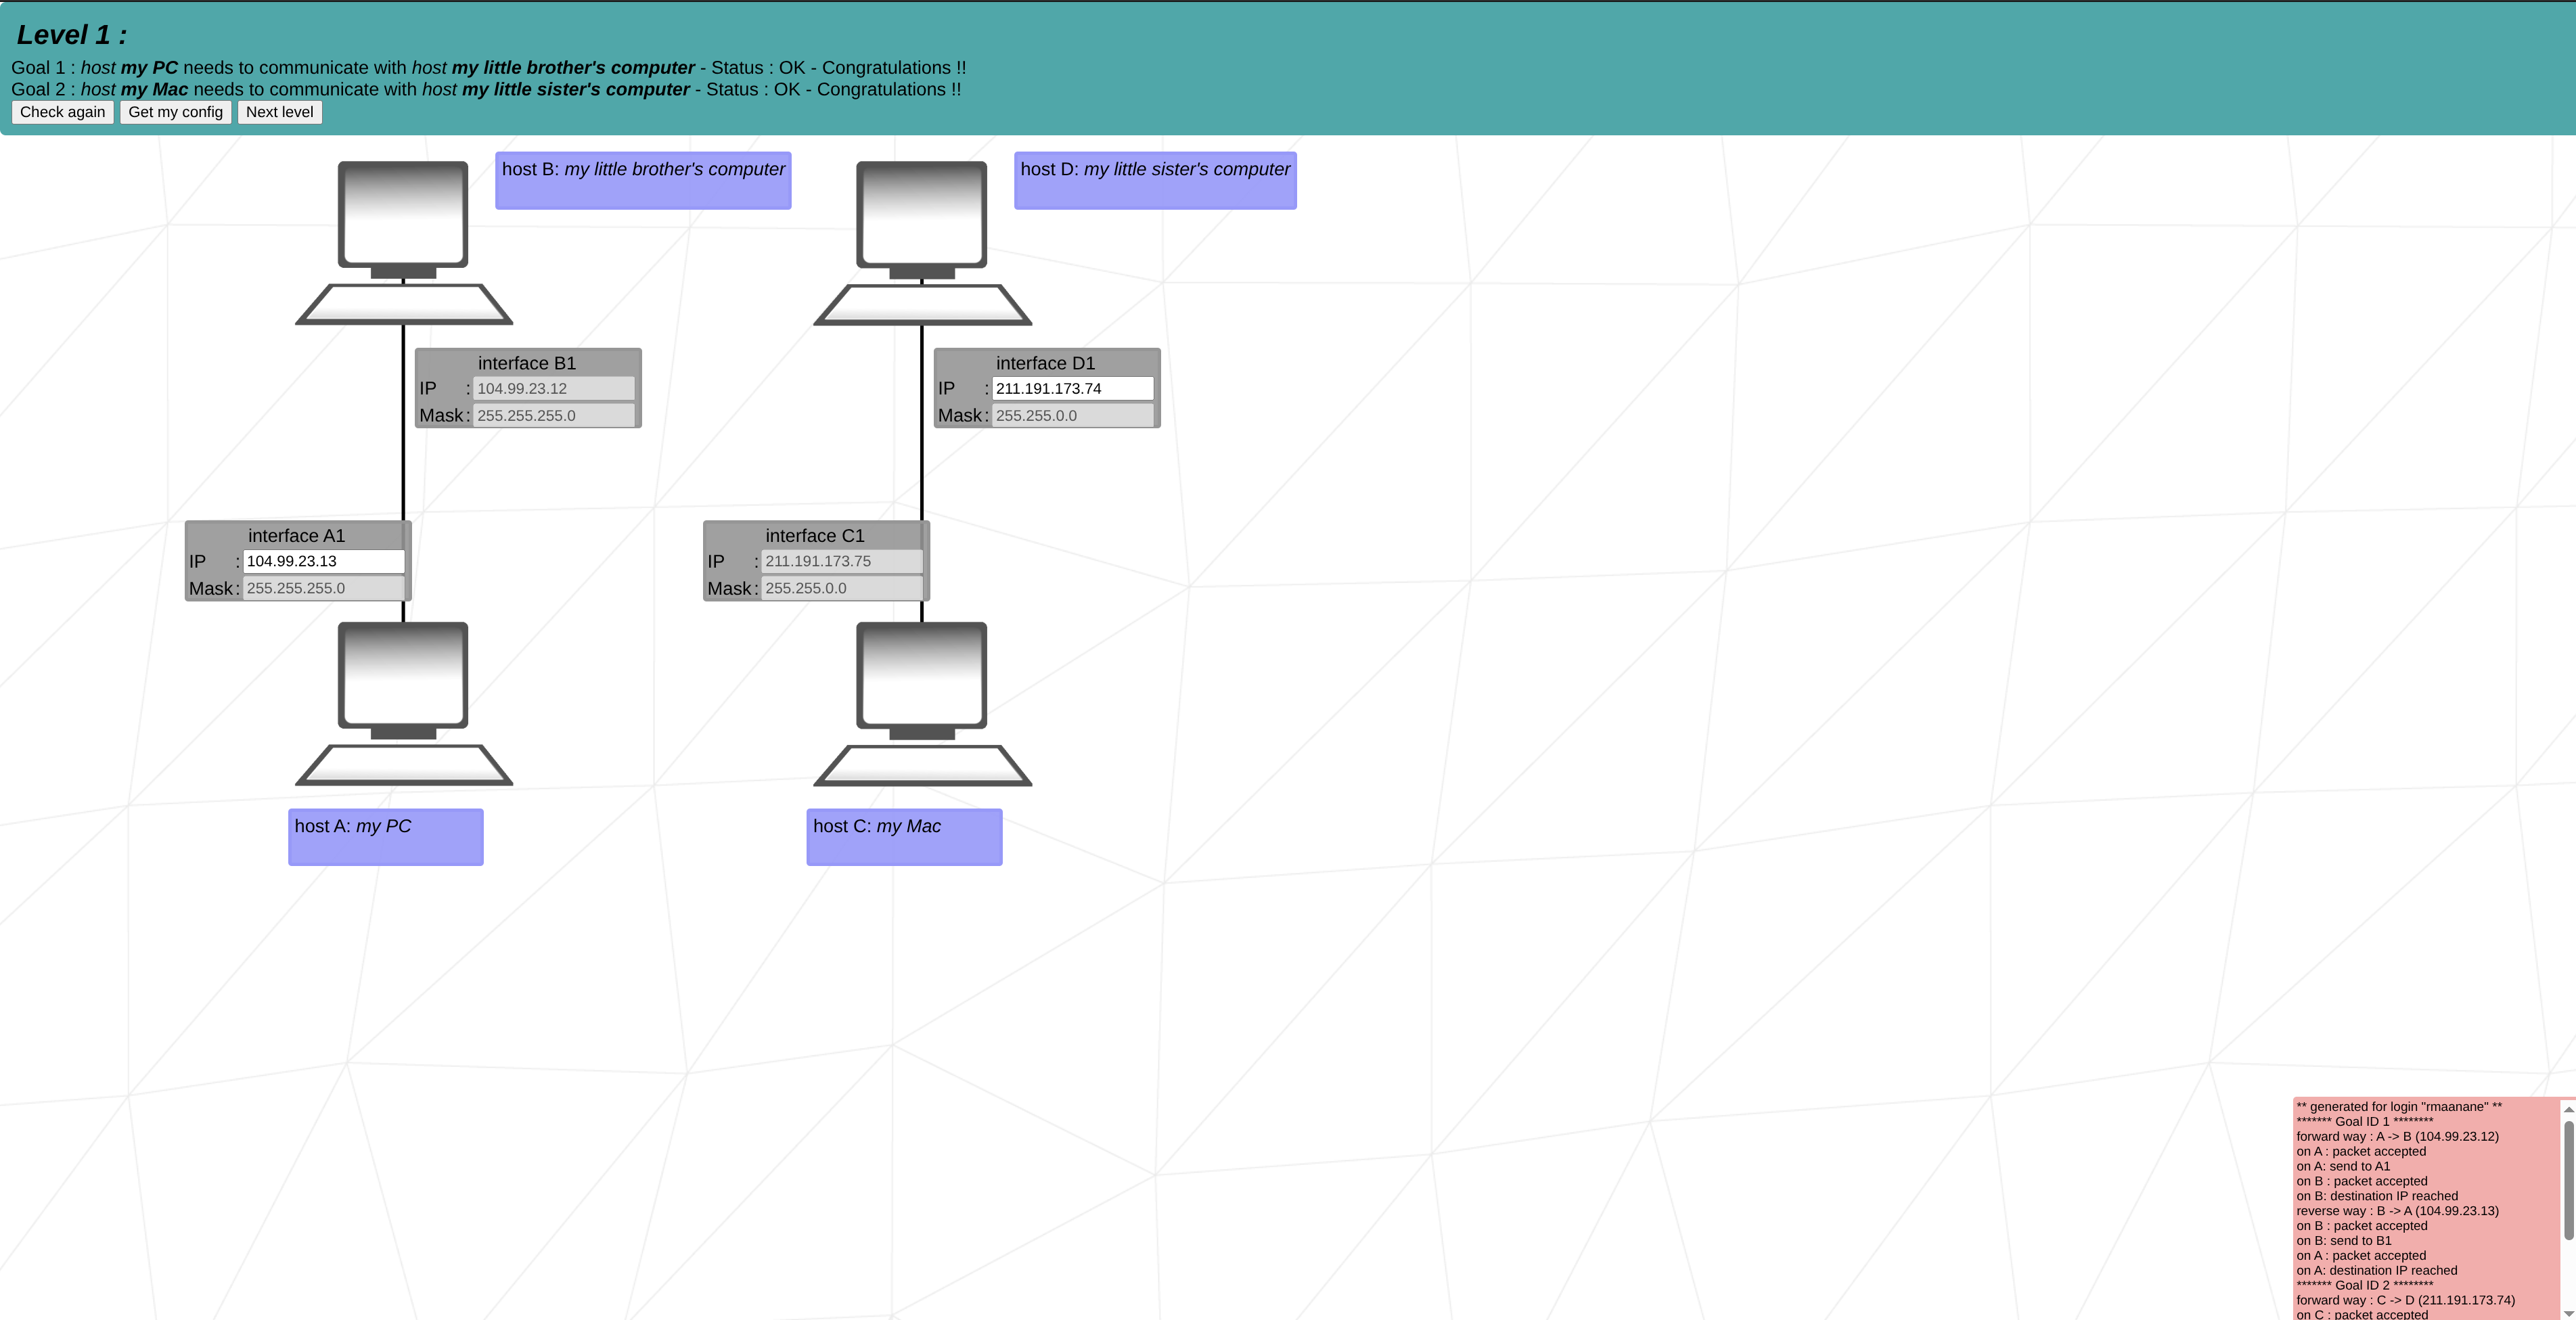 Level 1 :
Goal 1 : host my PC needs to communicate with host my little brother's computer - Status : OK - Congratulations !!
Goal 2 : host my Mac needs to communicate with host my little sister's computer - Status : OK - Congratulations !!
Check again Get my config Next level
host B: my little brother's computer
host D: my little sister's computer
interface B1
IP : 104.99.23.12
Mask : 255.255.255.0
interface D1
IP : 211.191.173.74
Mask : 255.255.0.0
interface A1
IP : 104.99.23.13
Mask : 255.255.255.0
interface C1
IP : 211.191.173.75
Mask : 255.255.0.0
host A: my PC
host C: my Mac
** generated for login "rmaanane" **
******* Goal ID 1 ********
forward way : A -> B (104.99.23.12)
on A : packet accepted
on A: send to A1
on B : packet accepted
on B: destination IP reached
reverse way : B -> A (104.99.23.13)
on B : packet accepted
on B: send to B1
on A : packet accepted
on A: destination IP reached
******* Goal ID 2 ********
forward way : C -> D (211.191.173.74)
on C : packet accepted